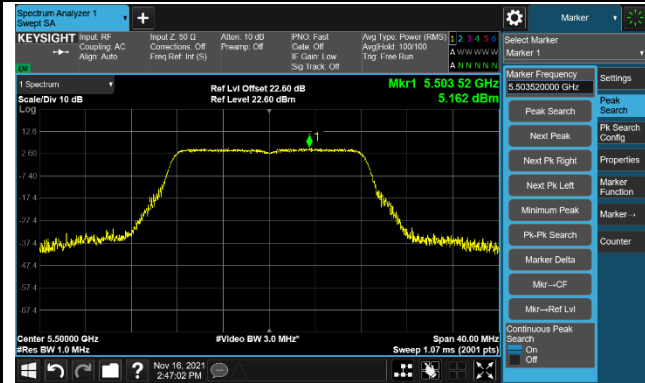 Spectrum Analyzer 1
Swept SA
Marker
KEYSIGHT
Input: RF
Coupling: AC
Align: Auto
Input Z: 50 Ω
Corrections: Off
Freq Ref: Int (S)
Atten: 10 dB
Preamp: Off
PNO: Fast
Gate: Off
IF Gain: Low
Sig Track: Off
Avg Type: Power (RMS)
Avg|Hold: 100/100
Trig: Free Run
1 2 3 4 5 6
A W W W W W
A N N N N N
Select Marker
Marker 1
1 Spectrum
Scale/Div 10 dB
Log
Ref Lvl Offset 22.60 dB
Ref Level 22.60 dBm
Mkr1 5.503 52 GHz
5.162 dBm
12.6
2.60
-7.40
-17.4
-27.4
-37.4
-47.4
-57.4
-67.4
1
Center 5.50000 GHz
#Res BW 1.0 MHz
#Video BW 3.0 MHz*
Span 40.00 MHz
Sweep 1.07 ms (2001 pts)
Marker Frequency
5.503520000 GHz
Peak Search
Next Peak
Next Pk Right
Next Pk Left
Minimum Peak
Pk-Pk Search
Marker Delta
Mkr→CF
Mkr→Ref Lvl
Continuous Peak
Search
On
Off
Settings
Peak
Search
Pk Search
Config
Properties
Marker
Function
Marker→
Counter
?
Nov 16, 2021
2:47:02 PM